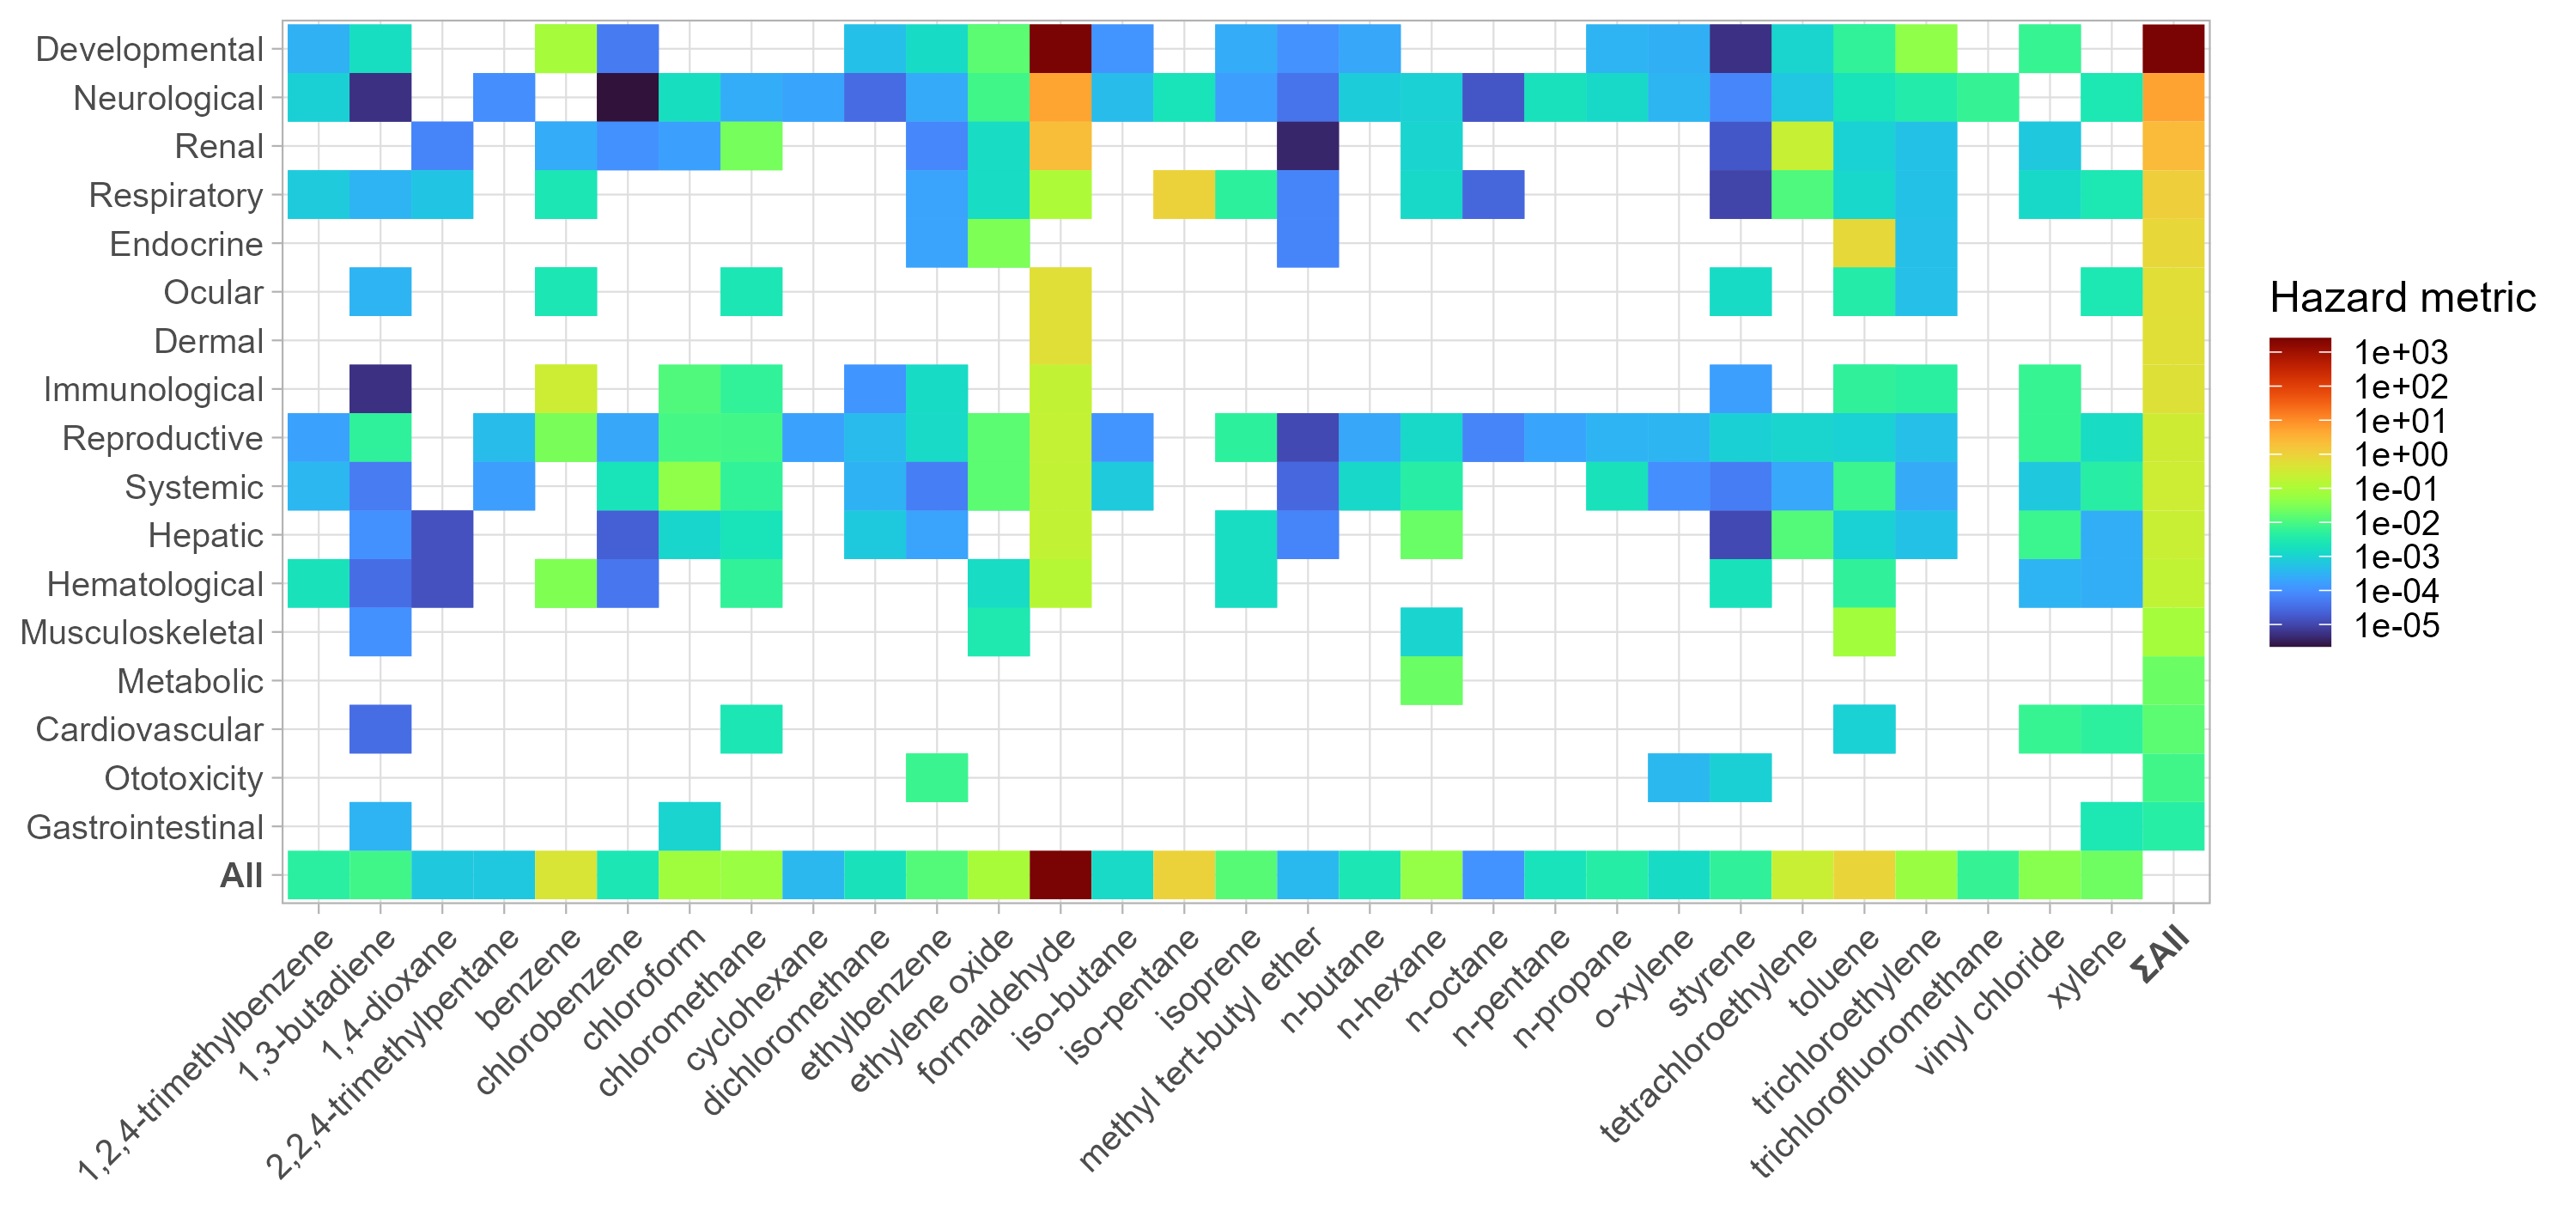 Developmental
Neurological
Renal
Respiratory
Endocrine
Ocular
Dermal
Immunological
Reproductive
Systemic
Hepatic
Hematological
Musculoskeletal
Metabolic
Cardiovascular
Ototoxicity
Gastrointestinal
All
1,2,4-trimethylbenzene
1,3-butadiene
1,4-dioxane
2,2,4-trimethylpentane
benzene
chlorobenzene
chloroform
chloromethane
cyclohexane
dichloromethane
ethylbenzene
ethylene oxide
formaldehyde
iso-butane
iso-pentane
isoprene
methyl tert-butyl ether
n-butane
n-hexane
n-octane
n-pentane
n-propane
o-xylene
styrene
tetrachloroethylene
toluene
trichloroethylene
trichlorofluoromethane
vinyl chloride
xylene
ΣAll
Hazard metric
1e+03
1e+02
1e+01
1e+00
1e-01
1e-02
1e-03
1e-04
1e-05